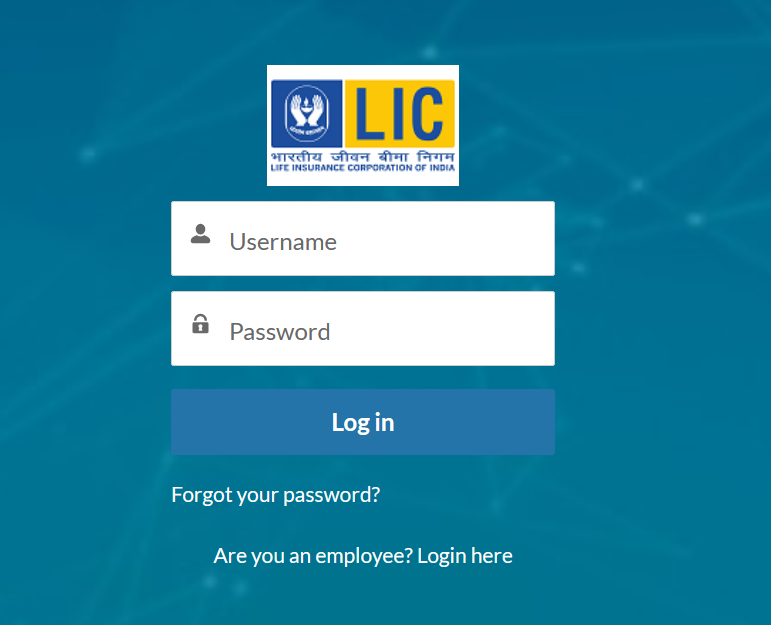 LIC
भारतीय जीवन बीमा निगम
LIFE INSURANCE CORPORATION OF INDIA
Username
Password
Log in
Forgot your password?
Are you an employee? Login here